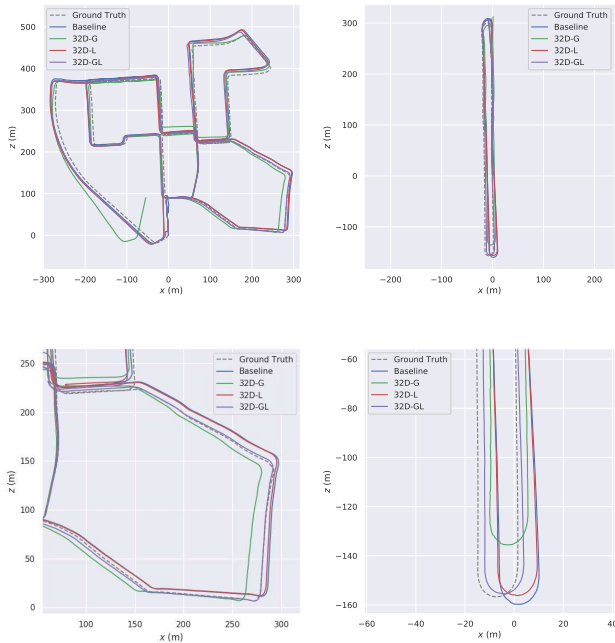 500
400
300
200
100
0
z (m)
−300 −200 −100 0 100 200 300
x (m)
Ground Truth
Baseline
32D-G
32D-L
32D-GL
300
200
100
0
−100
z (m)
−200 −100 0 100 200
x (m)
Ground Truth
Baseline
32D-G
32D-L
32D-GL
250
200
150
100
50
0
z (m)
100 150 200 250 300
x (m)
Ground Truth
Baseline
32D-G
32D-L
32D-GL
−60
−80
−100
−120
−140
−160
z (m)
−60 −40 −20 0 20 40
x (m)
Ground Truth
Baseline
32D-G
32D-L
32D-GL